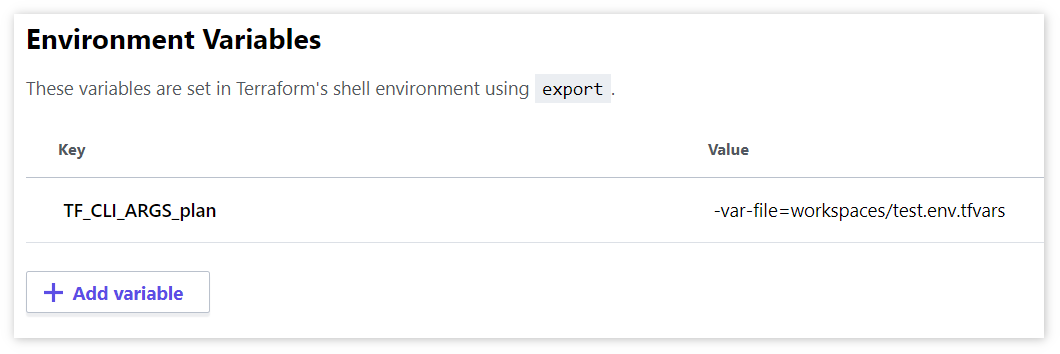 Environment Variables
These variables are set in Terraform's shell environment using export.
Key Value
TF_CLI_ARGS_plan -var-file=workspaces/test.env.tfvars
+ Add variable